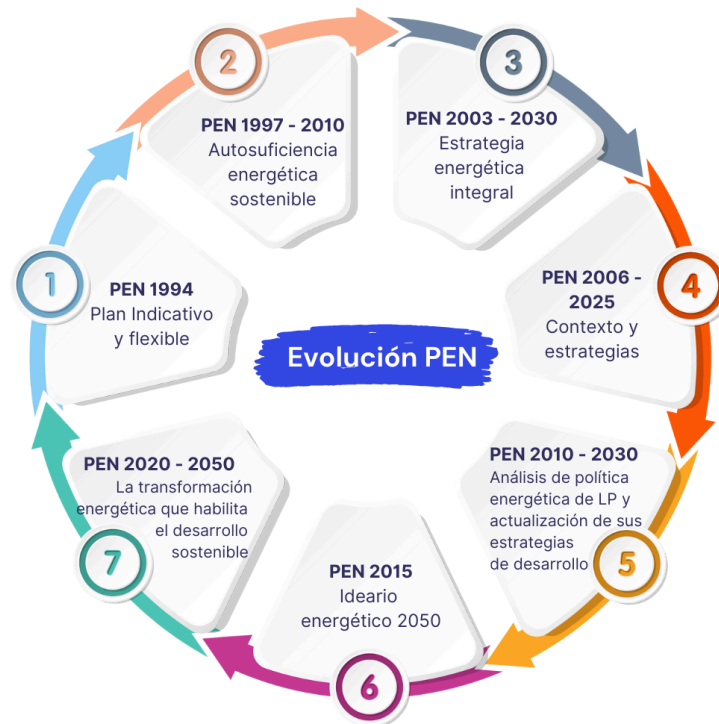 Evolución PEN
1
PEN 1994
Plan Indicativo
y flexible
2
PEN 1997 - 2010
Autosuficiencia
energética
sostenible
3
PEN 2003 - 2030
Estrategia
energética
integral
4
PEN 2006 -
2025
Contexto y
estrategias
5
PEN 2010 - 2030
Análisis de política
energética de LP y
actualización de sus
estrategias
de desarrollo
6
PEN 2015
Ideario
energético 2050
7
PEN 2020 - 2050
La transformación
energética que habilita
el desarrollo
sostenible